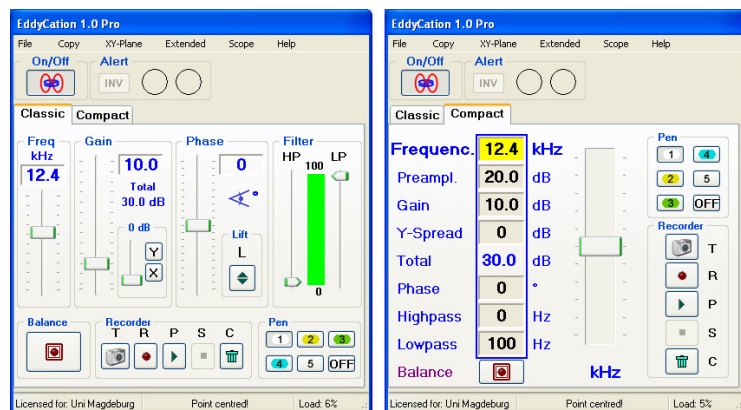 EddyCation 1.0 Pro
File Copy XY-Plane Extended Scope Help
On/Off Alert
INV
Classic Compact
Freq Gain Phase Filter
kHz HP 100 LP
12.4 10.0 0
Total
30.0 dB °
0 dB Lift
Y L
X
0
Balance Recorder Pen
T R P S C 1 2 3
4 5 OFF
Licensed for: Uni Magdeburg Point centred! Load: 6%
EddyCation 1.0 Pro
File Copy XY-Plane Extended Scope Help
On/Off Alert
INV
Classic Compact
Frequenc. 12.4 kHz
Preampl. 20.0 dB
Gain 10.0 dB
Y-Spread 0 dB
Total 30.0 dB
Phase 0 °
Highpass 0 Hz
Lowpass 100 Hz
Balance kHz
Pen
1 4
2 5
3 OFF
Recorder
T
R
P
S
C
Licensed for: Uni Magdeburg Point centred! Load: 5%